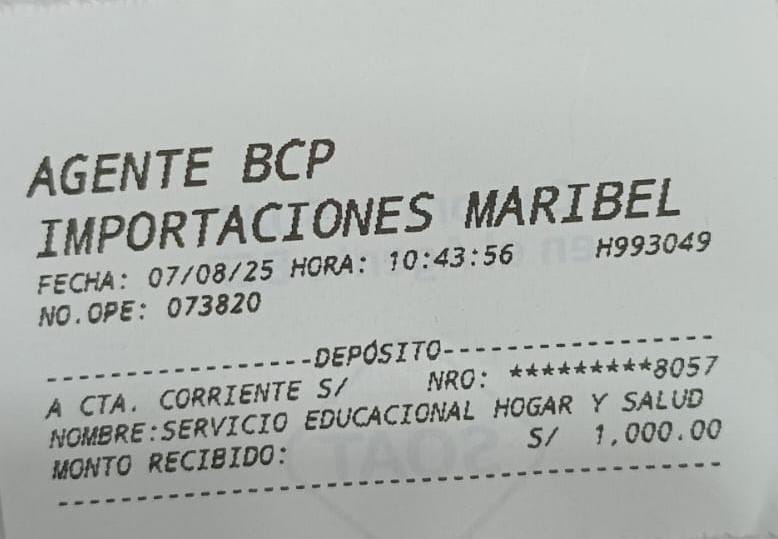 AGENTE BCP
IMPORTACIONES MARIBEL
FECHA: 07/08/25 HORA: 10:43:56 H993049
NO.OPE: 073820
------------------DEPÓSITO------------------
A CTA. CORRIENTE S/ NRO: *********8057
NOMBRE:SERVICIO EDUCACIONAL HOGAR Y SALUD
MONTO RECIBIDO: S/ 1,000.00
--------------------------------------------
SOAT